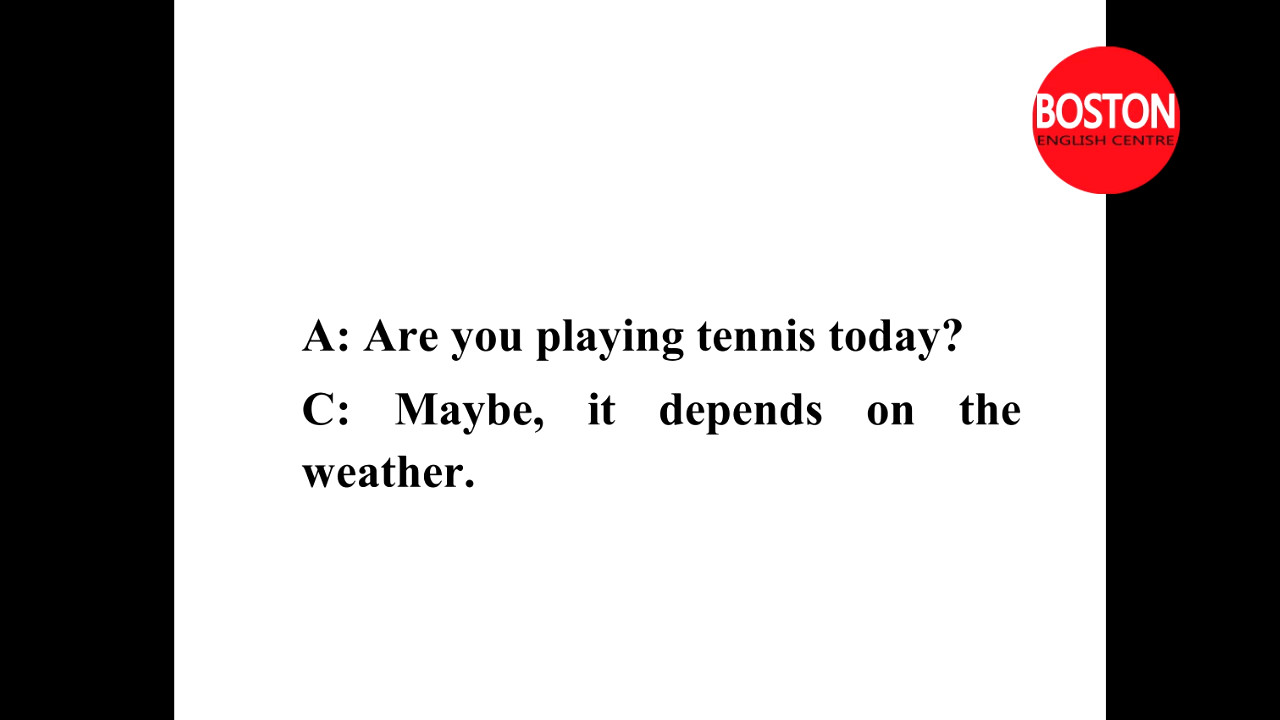 BOSTON
ENGLISH CENTRE
A: Are you playing tennis today?
C: Maybe, it depends on the
weather.